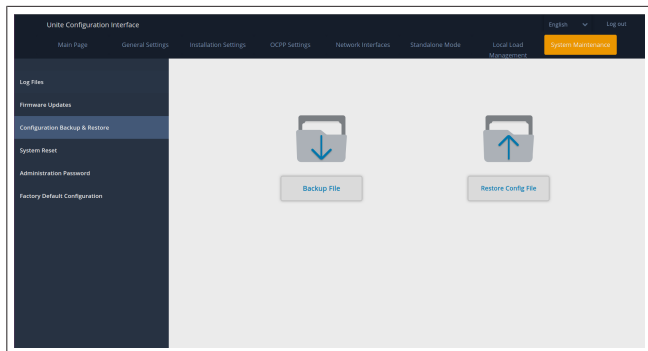 Unite Configuration Interface
English
Log out
Main Page
General Settings
Installation Settings
OCPP Settings
Network Interfaces
Standalone Mode
Local Load
Management
System Maintenance
Log Files
Firmware Updates
Configuration Backup & Restore
System Reset
Administration Password
Factory Default Configuration
Backup File
Restore Config File